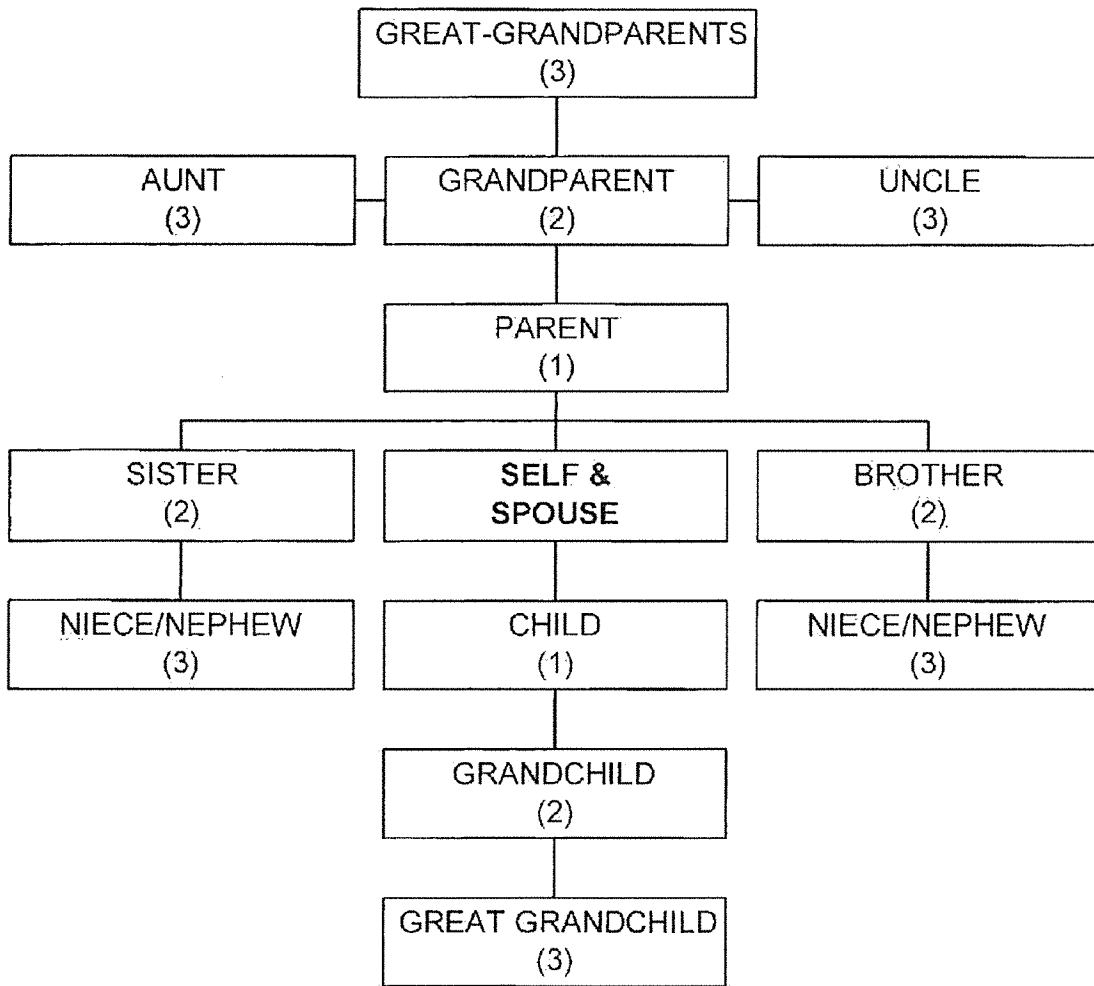 GREAT-GRANDPARENTS
(3)
AUNT
(3)
GRANDPARENT
(2)
UNCLE
(3)
PARENT
(1)
SISTER
(2)
SELF &
SPOUSE
BROTHER
(2)
NIECE/NEPHEW
(3)
CHILD
(1)
NIECE/NEPHEW
(3)
GRANDCHILD
(2)
GREAT GRANDCHILD
(3)